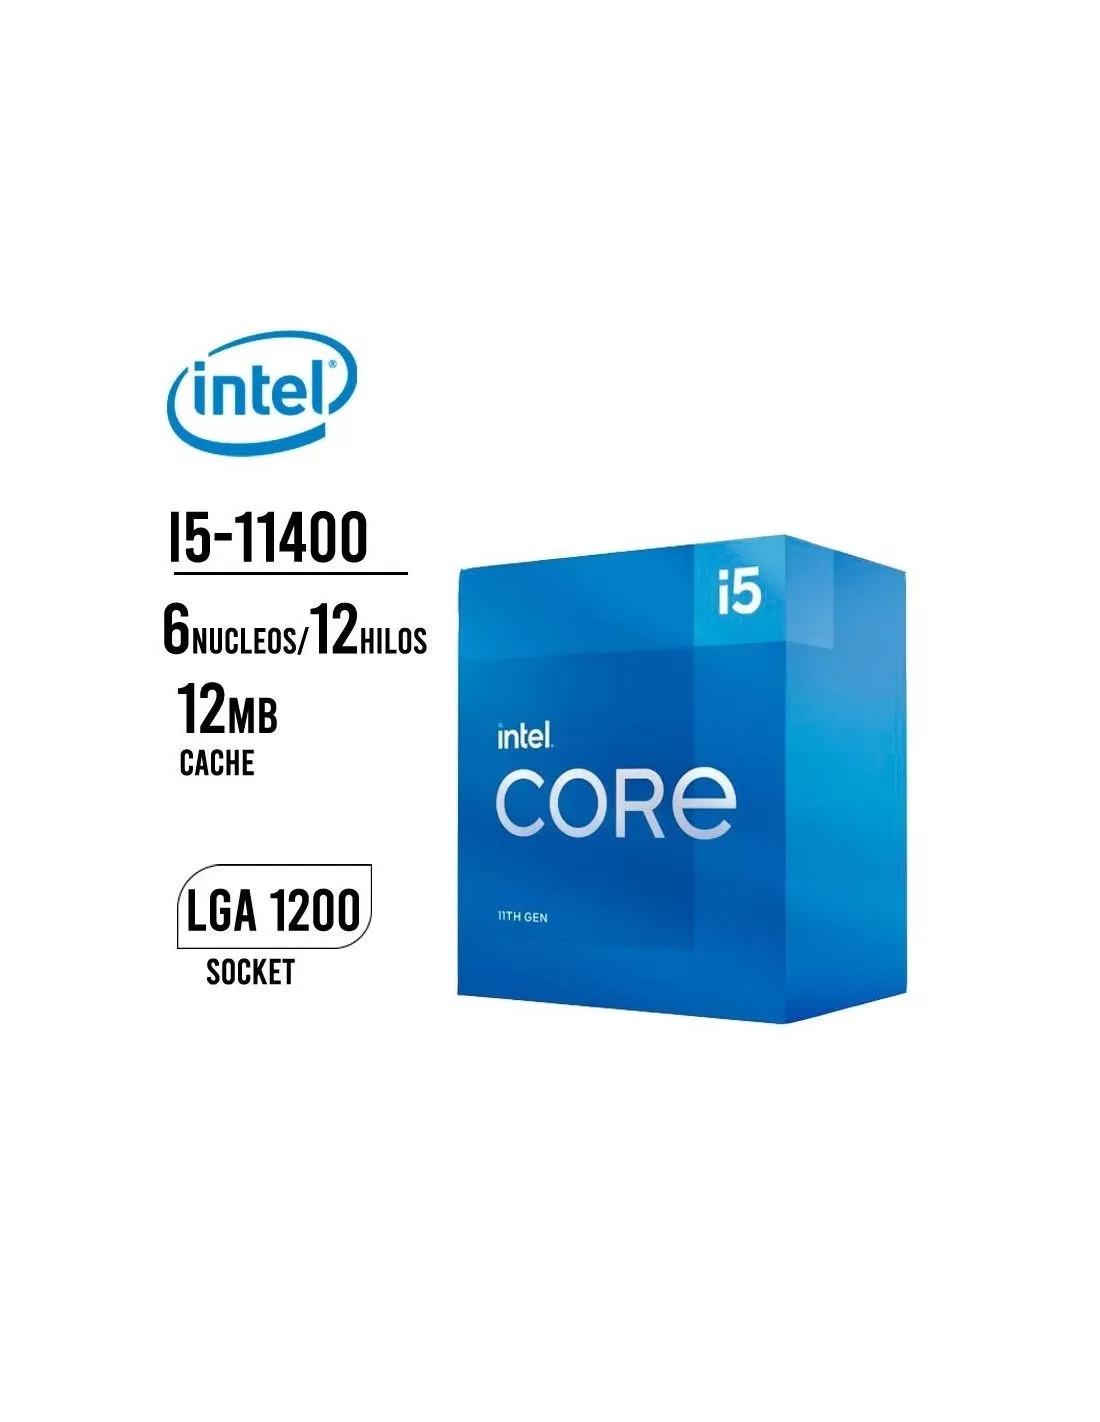 intel®
I5-11400
6NUCLEOS/12HILOS
12MB
CACHE
LGA 1200
SOCKET
i5
intel.
CORe
11TH GEN